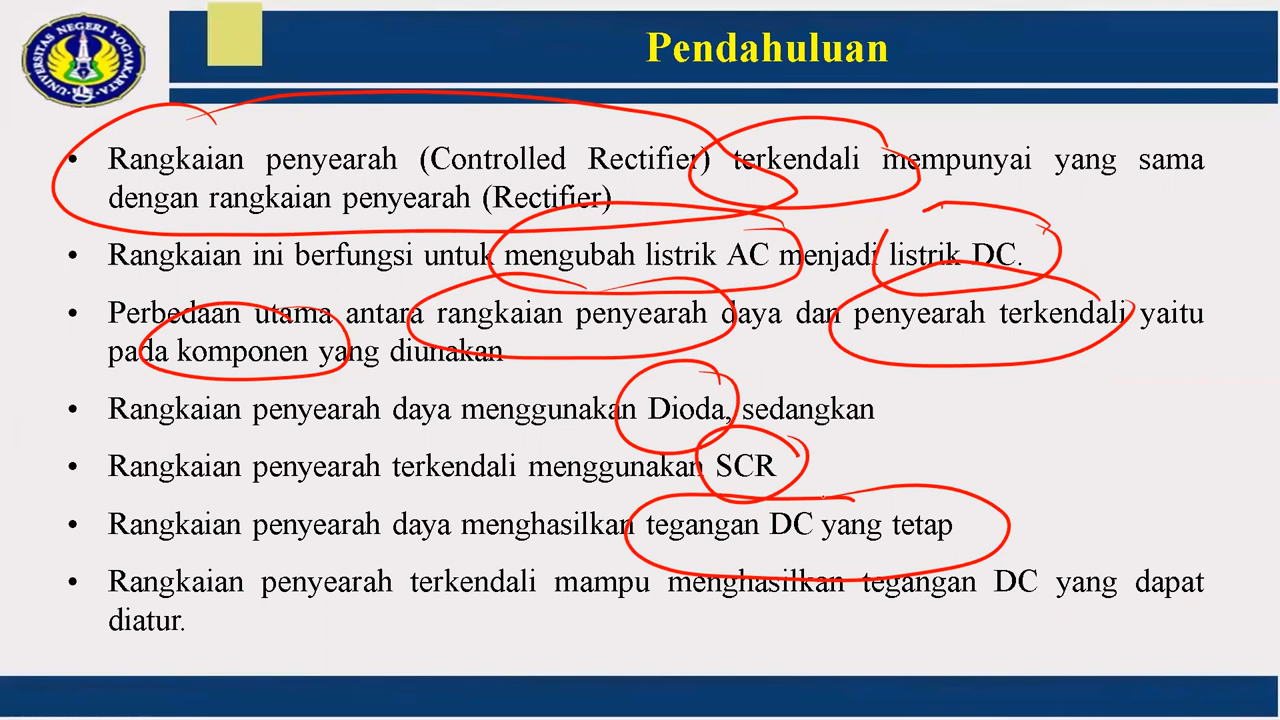 UNIVERSITAS NEGERI YOGYAKARTA
Pendahuluan
• Rangkaian penyearah (Controlled Rectifier) terkendali mempunyai yang sama
dengan rangkaian penyearah (Rectifier)
• Rangkaian ini berfungsi untuk mengubah listrik AC menjadi listrik DC.
• Perbedaan utama antara rangkaian penyearah daya dan penyearah terkendali yaitu
pada komponen yang diunakan
• Rangkaian penyearah daya menggunakan Dioda, sedangkan
• Rangkaian penyearah terkendali menggunakan SCR
• Rangkaian penyearah daya menghasilkan tegangan DC yang tetap
• Rangkaian penyearah terkendali mampu menghasilkan tegangan DC yang dapat
diatur.